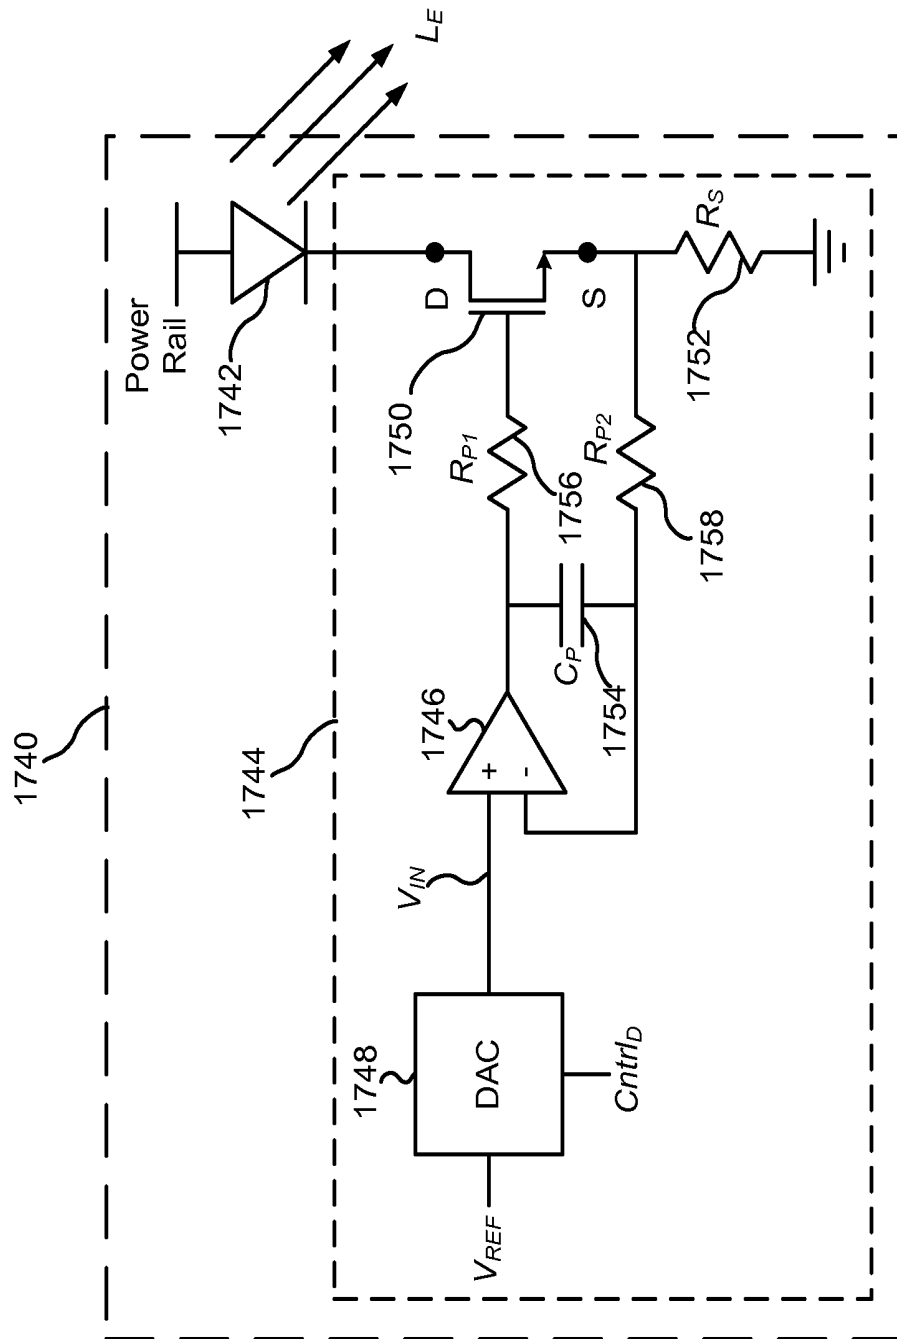 1740
1744
Power
Rail
1742
L_E
D
1750
S
R_S
1752
R_P1
1756
R_P2
1758
C_P
1754
1746
+
-
V_IN
1748
DAC
Cntrl_D
V_REF